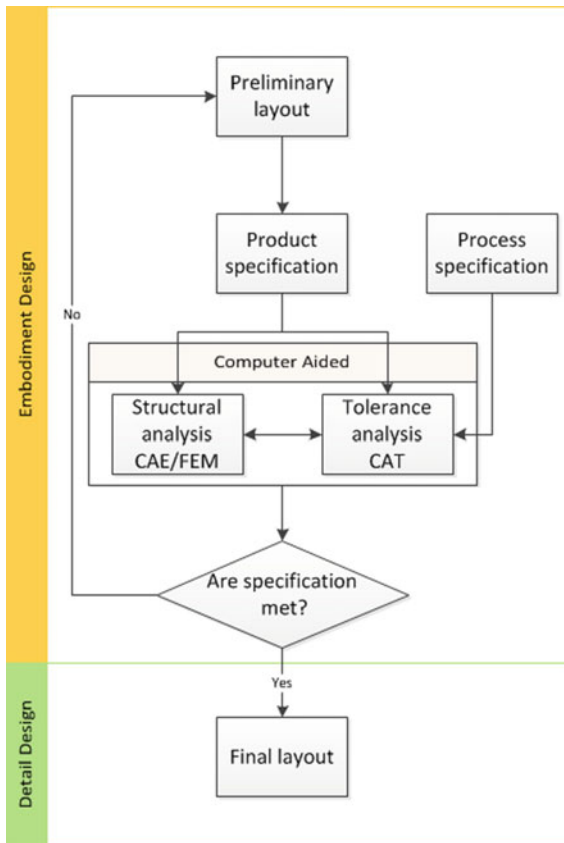 Embodiment Design
Preliminary
layout
Product
specification
Process
specification
No
Computer Aided
Structural
analysis
CAE/FEM
Tolerance
analysis
CAT
Are specification
met?
Yes
Detail Design
Final layout